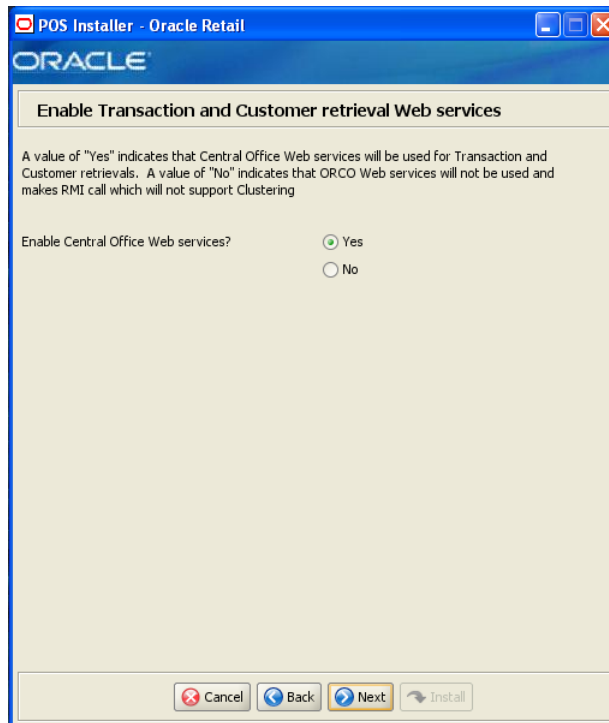 POS Installer - Oracle Retail
ORACLE
Enable Transaction and Customer retrieval Web services
A value of "Yes" indicates that Central Office Web services will be used for Transaction and
Customer retrievals. A value of "No" indicates that ORCO Web services will not be used and
makes RMI call which will not support Clustering
Enable Central Office Web services?
Yes
No
Cancel
Back
Next
Install